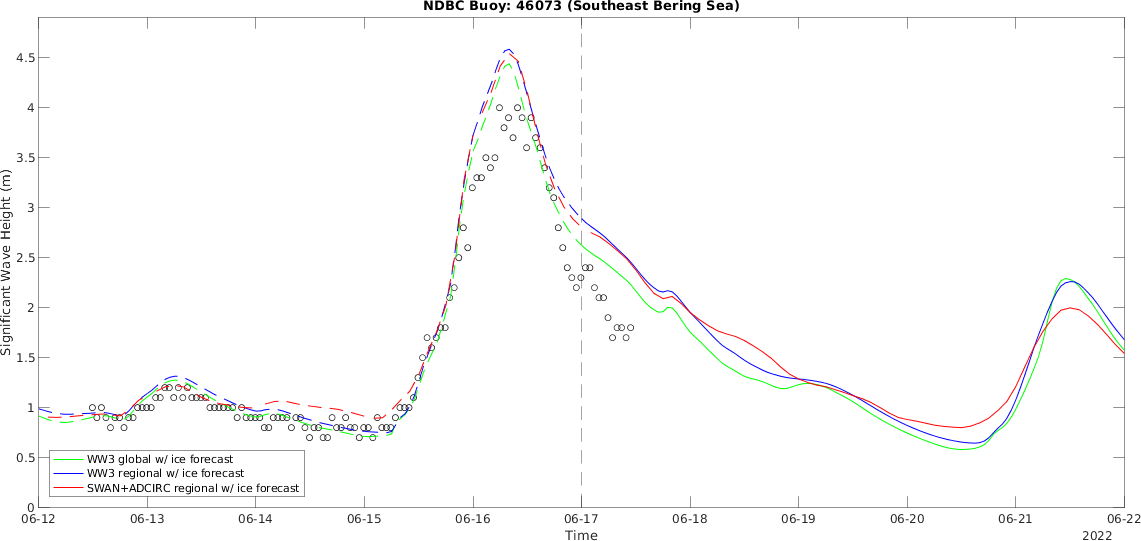 NDBC Buoy: 46073 (Southeast Bering Sea)
4.5
4
3.5
3
2.5
2
1.5
1
0.5
0
Significant Wave Height (m)
WW3 global w/ ice forecast
WW3 regional w/ ice forecast
SWAN+ADCIRC regional w/ ice forecast
06-12 06-13 06-14 06-15 06-16 06-17 06-18 06-19 06-20 06-21 06-22
Time
2022